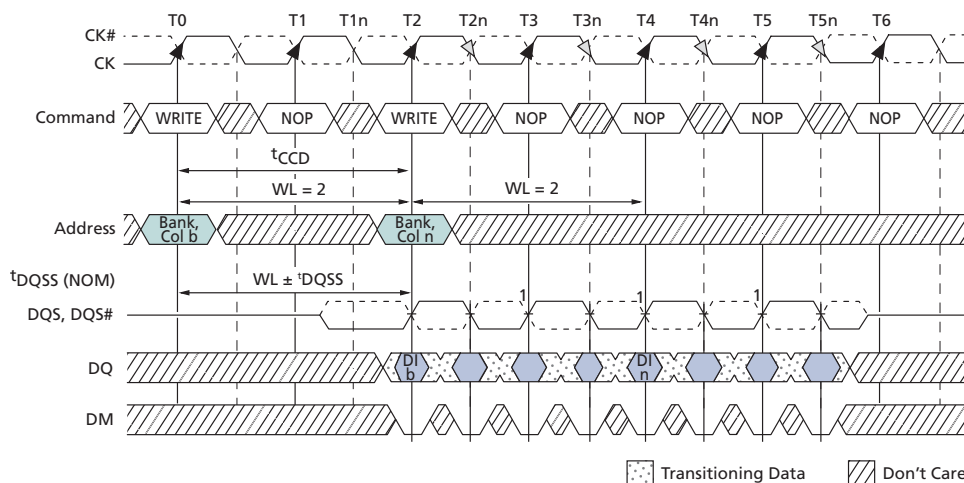 T0 T1 T1n T2 T2n T3 T3n T4 T4n T5 T5n T6
CK#
CK
Command WRITE NOP WRITE NOP NOP NOP NOP
tCCD
WL = 2 WL = 2
Address Bank, Col b Bank, Col n
tDQSS (NOM) WL ± tDQSS
DQS, DQS# 1 1 1
DQ DI b DI n
DM
Transitioning Data Don't Care